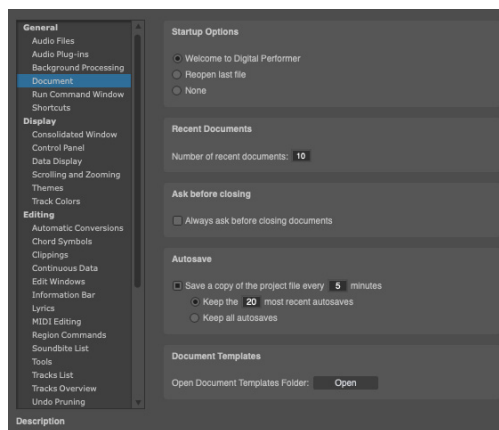 General
Audio Files
Audio Plug-ins
Background Processing
Document
Run Command Window
Shortcuts
Display
Consolidated Window
Control Panel
Data Display
Scrolling and Zooming
Themes
Track Colors
Editing
Automatic Conversions
Chord Symbols
Clippings
Continuous Data
Edit Windows
Information Bar
Lyrics
MIDI Editing
Region Commands
Soundbite List
Tools
Tracks List
Tracks Overview
Undo Pruning
Startup Options
Welcome to Digital Performer
Reopen last file
None
Recent Documents
Number of recent documents: 10
Ask before closing
Always ask before closing documents
Autosave
Save a copy of the project file every 5 minutes
Keep the 20 most recent autosaves
Keep all autosaves
Document Templates
Open Document Templates Folder: Open
Description